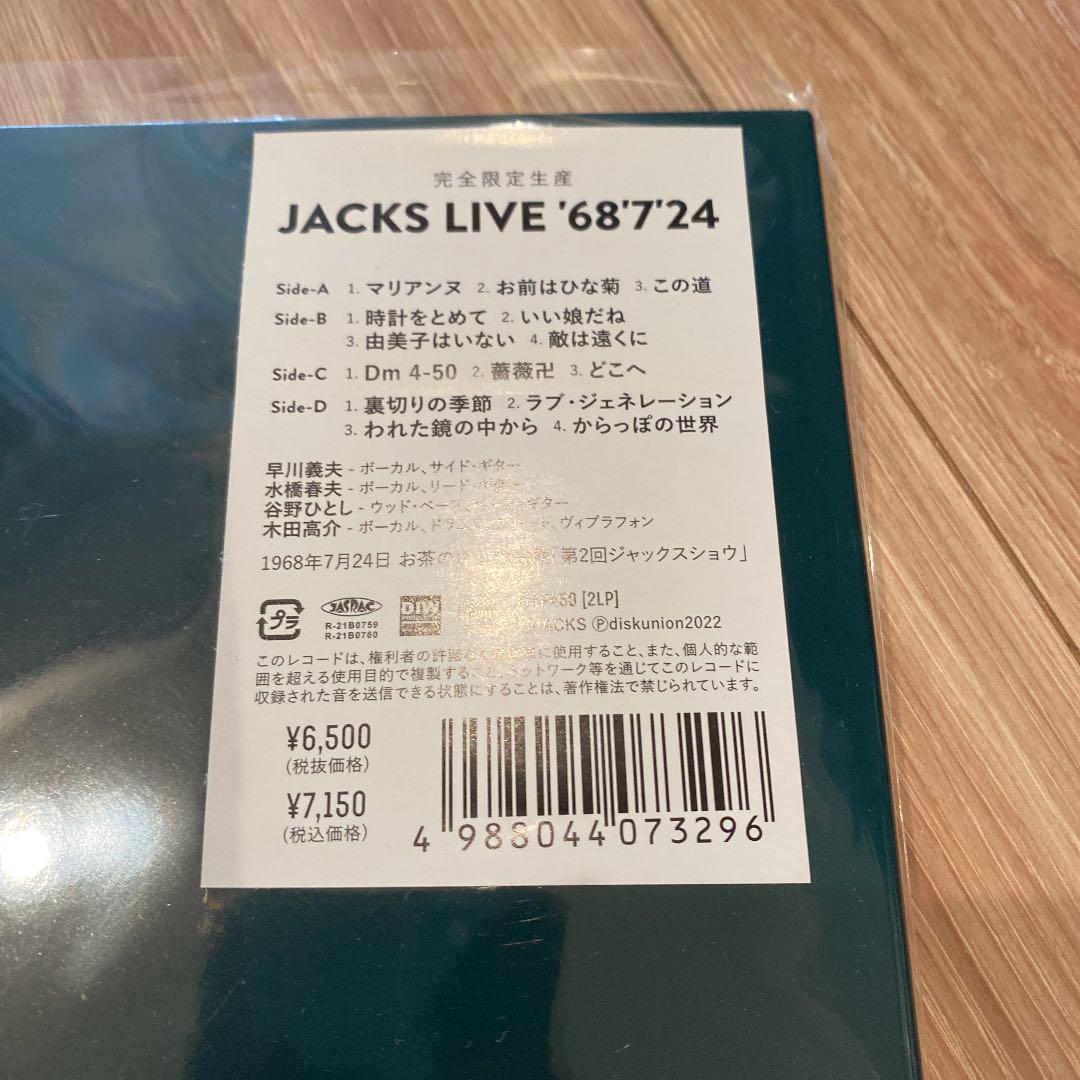 完全限定生産
JACKS LIVE '68'7'24
Side-A 1. マリアンヌ 2. お前はひな菊 3. この道
Side-B 1. 時計をとめて 2. いい娘だね
3. 由美子はいない 4. 敵は遠くに
Side-C 1. Dm 4-50 2. 薔薇卍 3. どこへ
Side-D 1. 裏切りの季節 2. ラブ・ジェネレーション
3. われた鏡の中から 4. からっぽの世界
早川義夫 - ボーカル、サイド・ギター
水橋春夫 - ボーカル、リード・ギター
谷野ひとし - ウッド・ベース、ギター
木田高介 - ボーカル、ドラム、ヴィブラフォン
1968年7月24日 お茶の「第2回ジャックスショウ」
プラ
JASRAC
R-21B0759
R-21B0760
DIW
[2LP]
JACKS Ⓟdiskunion2022
このレコードは、権利者の許諾なく使用すること、また、個人的な範
囲を超える使用目的で複製すること、ネットワーク等を通じてこのレコードに
収録された音を送信できる状態にすることは、著作権法で禁じられています。
¥6,500
(税抜価格)
¥7,150
(税込価格)
4 988044 073296